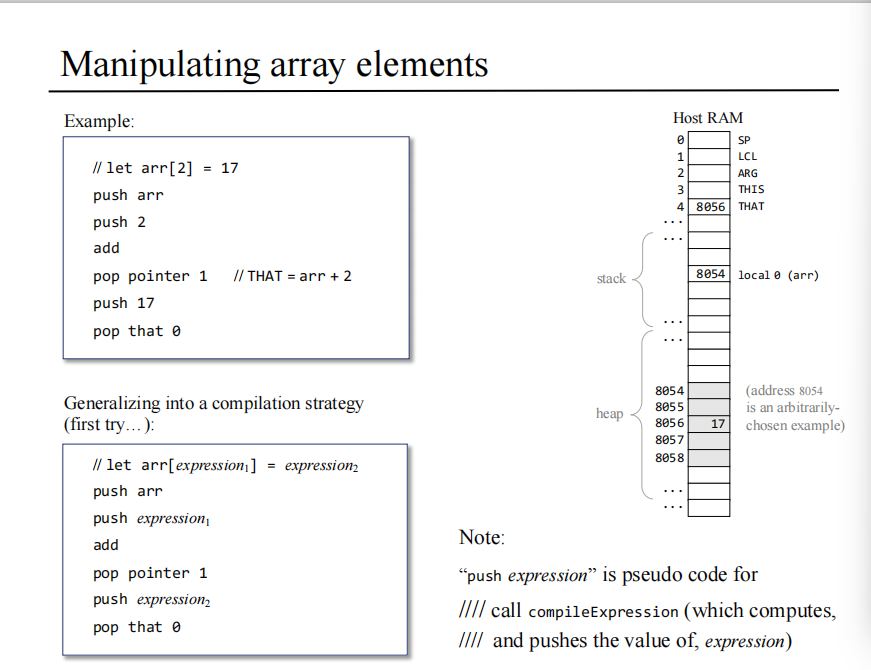 Manipulating array elements
Example:
// let arr[2] = 17
push arr
push 2
add
pop pointer 1 // THAT = arr + 2
push 17
pop that 0
Generalizing into a compilation strategy
(first try…):
// let arr[expression₁] = expression₂
push arr
push expression₁
add
pop pointer 1
push expression₂
pop that 0
Host RAM
0 SP
1 LCL
2 ARG
3 THIS
4 8056 THAT
...
...
stack
8054 local 0 (arr)
...
...
heap
8054
8055
8056 17
8057
8058
(address 8054
is an arbitrarily-
chosen example)
...
...
Note:
“push expression” is pseudo code for
//// call compileExpression (which computes,
//// and pushes the value of, expression)